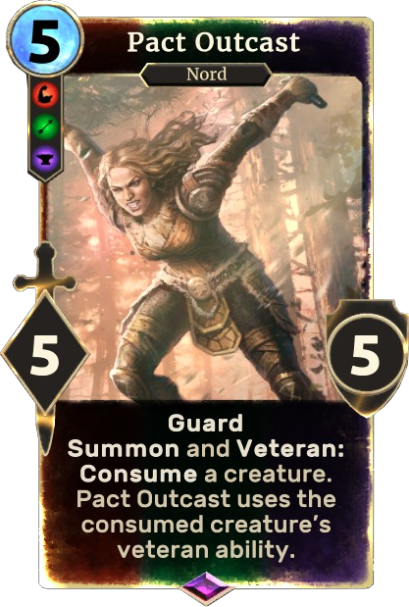 5
Pact Outcast
Nord
5
5
Guard
Summon and Veteran:
Consume a creature.
Pact Outcast uses the
consumed creature's
veteran ability.